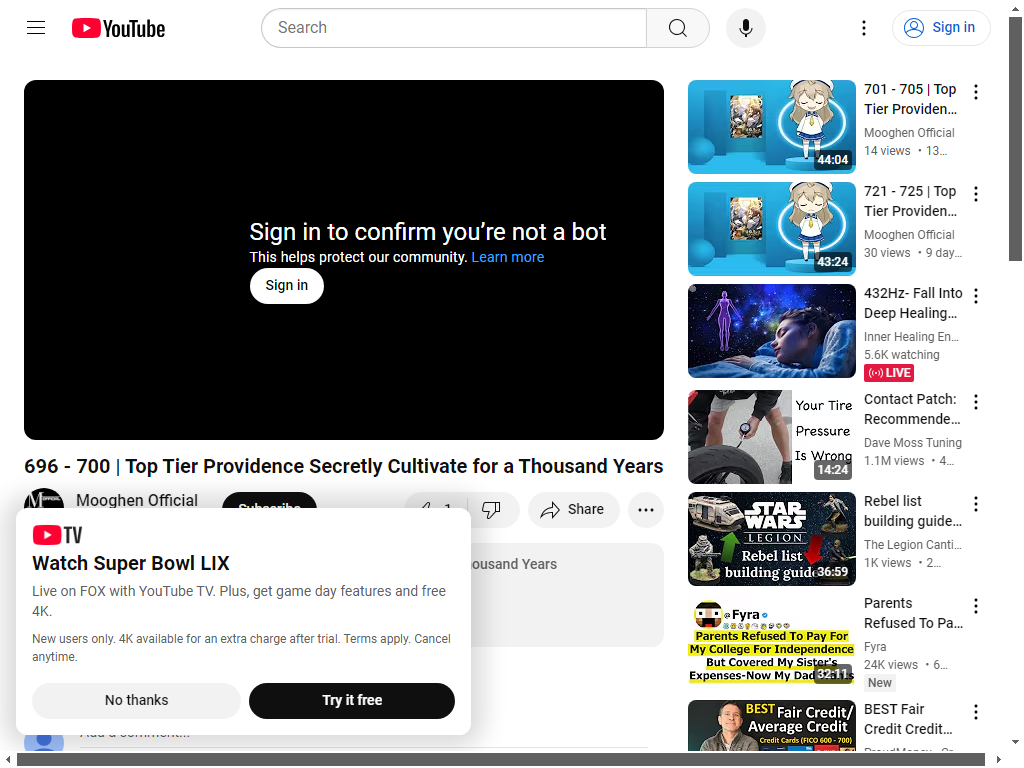 YouTube
Search
Sign in
Sign in to confirm you're not a bot
This helps protect our community. Learn more
Sign in
696 - 700 | Top Tier Providence Secretly Cultivate for a Thousand Years
Mooghen Official
Subscribe
1
Share
ousand Years
TV
Watch Super Bowl LIX
Live on FOX with YouTube TV. Plus, get game day features and free
4K.
New users only. 4K available for an extra charge after trial. Terms apply. Cancel
anytime.
No thanks
Try it free
Add a comment...
44:04
701 - 705 | Top
Tier Providen...
Mooghen Official
14 views • 13...
43:24
721 - 725 | Top
Tier Providen...
Mooghen Official
30 views • 9 day...
432Hz- Fall Into
Deep Healing...
Inner Healing En...
5.6K watching
LIVE
Your Tire
Pressure
Is Wrong
14:24
Contact Patch:
Recommende...
Dave Moss Tuning
1.1M views • 4...
STAR
WARS
LEGION
Rebel list
building guide
36:59
Rebel list
building guide...
The Legion Canti...
1K views • 2...
@Fyra
Parents Refused To Pay For
My College For Independence
But Covered My Sister's
Expenses-Now My Dad
32:11
Parents
Refused To Pa...
Fyra
24K views • 6...
New
BEST Fair Credit/
Average Credit
Credit Cards (FICO 600 - 700)
BEST Fair
Credit Credit...